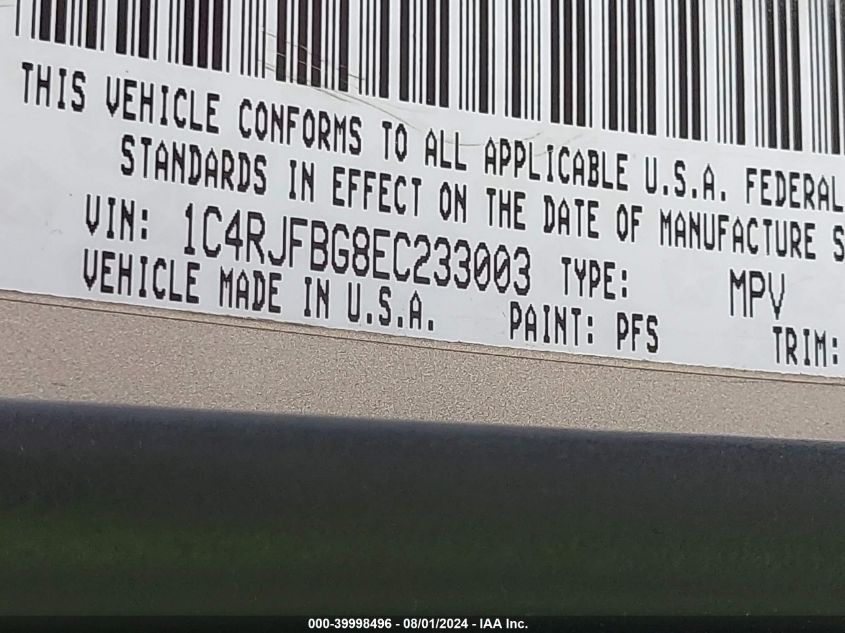 THIS VEHICLE CONFORMS TO ALL APPLICABLE U.S.A. FEDERAL
STANDARDS IN EFFECT ON THE DATE OF MANUFACTURE S
VIN: 1C4RJFBG8EC233003 TYPE: MPV
VEHICLE MADE IN U.S.A. PAINT: PFS TRIM:
000-39998496 - 08/01/2024 - IAA Inc.